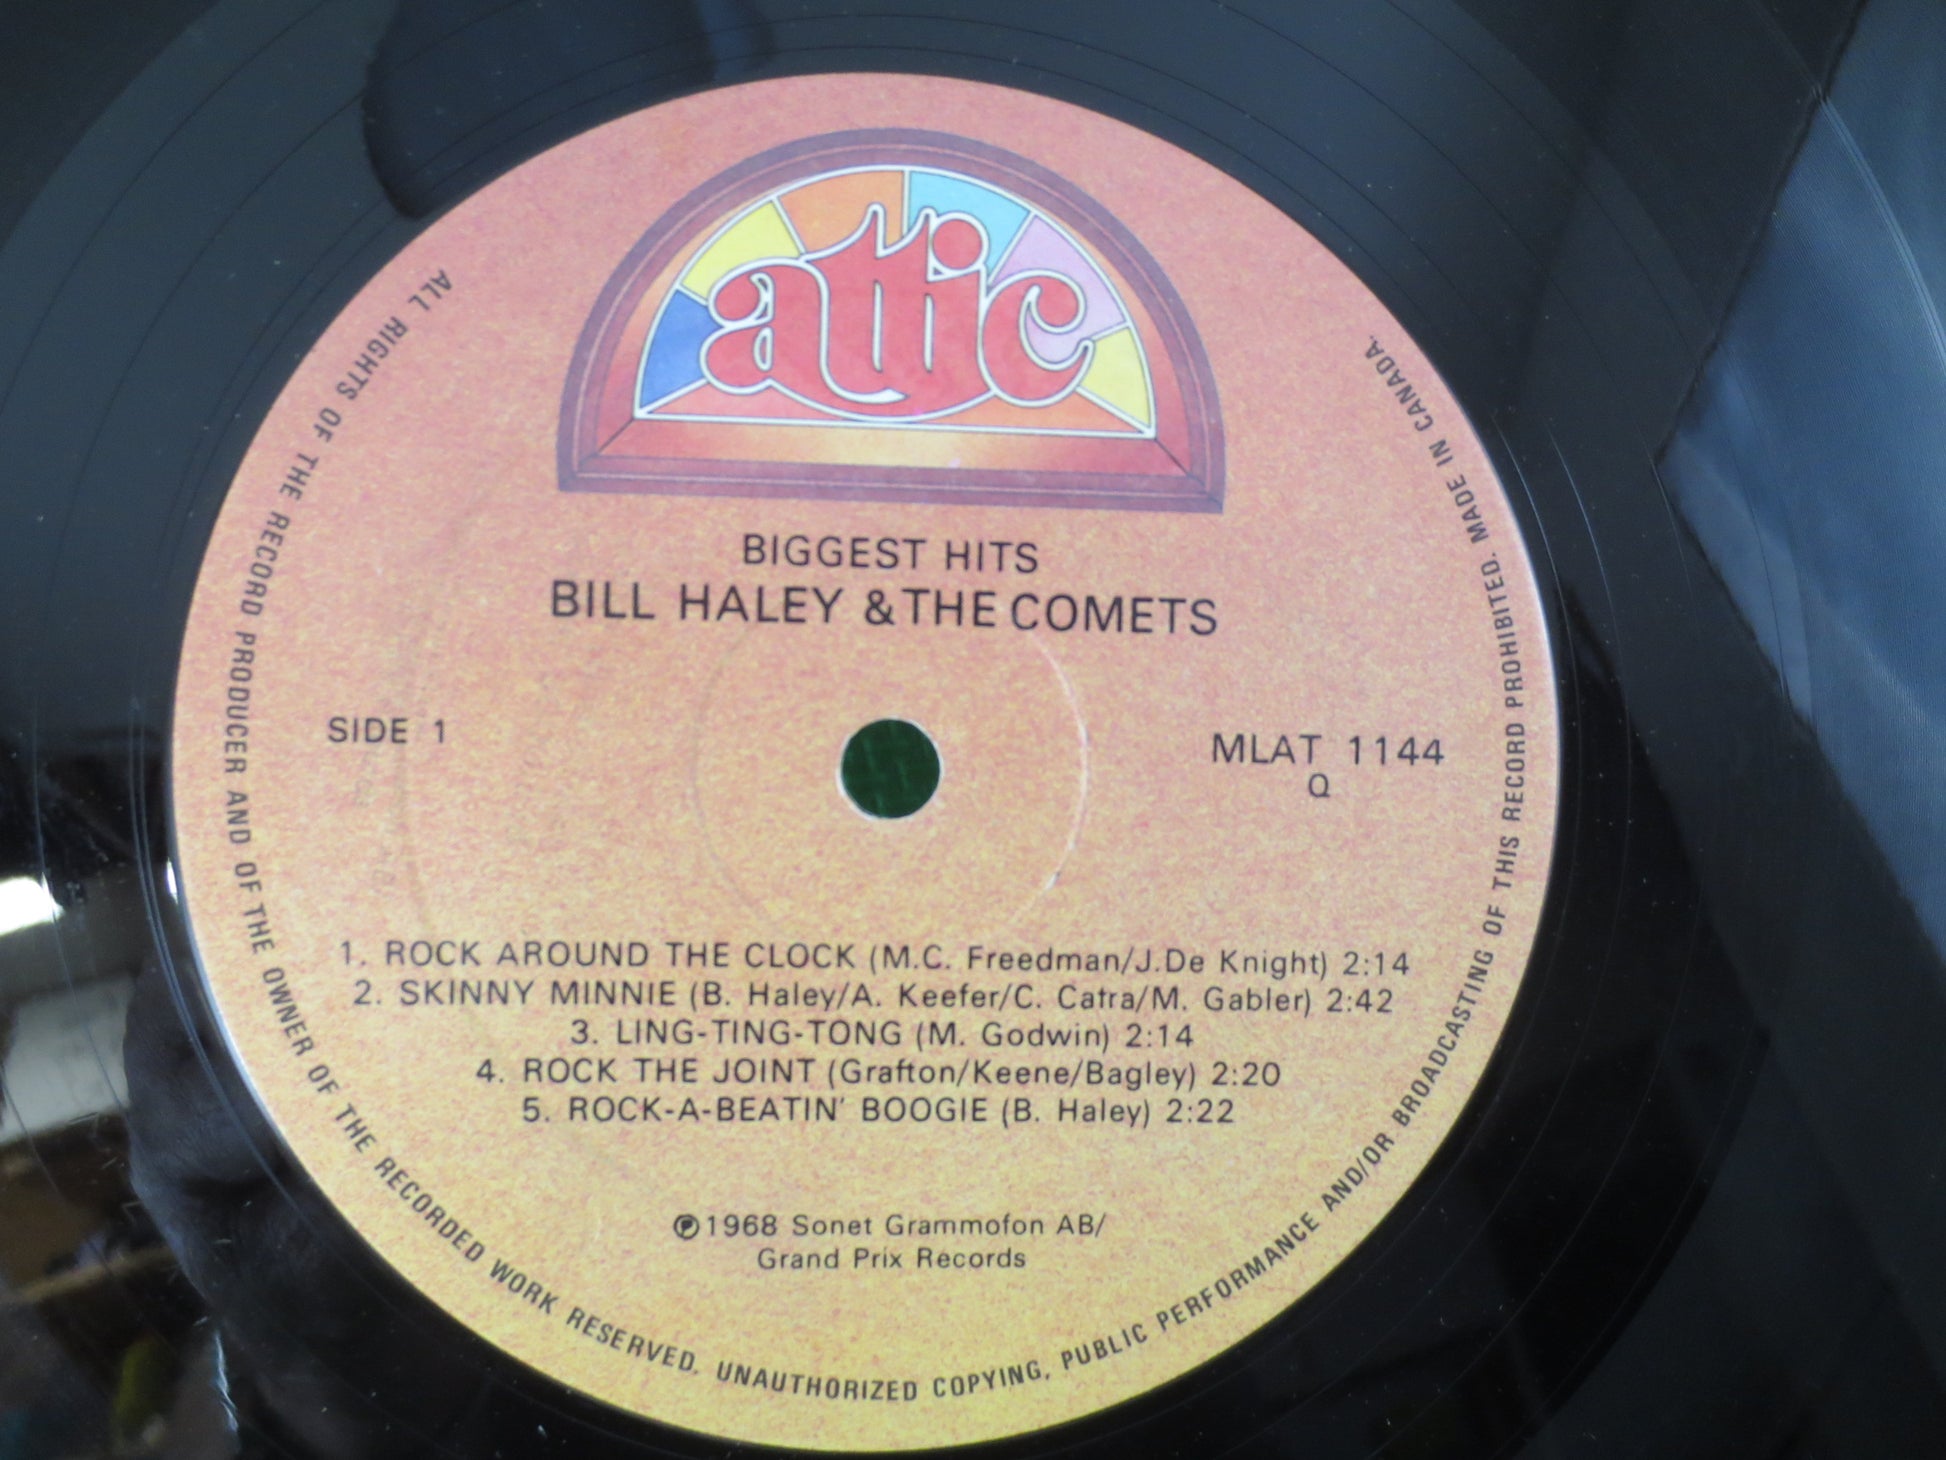 attic
BIGGEST HITS
BILL HALEY & THE COMETS
SIDE 1
MLAT 1144
Q
1. ROCK AROUND THE CLOCK (M.C. Freedman/J.De Knight) 2:14
2. SKINNY MINNIE (B. Haley/A. Keefer/C. Catra/M. Gabler) 2:42
3. LING-TING-TONG (M. Godwin) 2:14
4. ROCK THE JOINT (Grafton/Keene/Bagley) 2:20
5. ROCK-A-BEATIN' BOOGIE (B. Haley) 2:22
℗1968 Sonet Grammofon AB/
Grand Prix Records
ALL RIGHTS OF THE RECORD PRODUCER AND OF THE OWNER OF THE RECORDED WORK RESERVED. UNAUTHORIZED COPYING, PUBLIC PERFORMANCE AND/OR BROADCASTING OF THIS RECORD PROHIBITED. MADE IN CANADA.